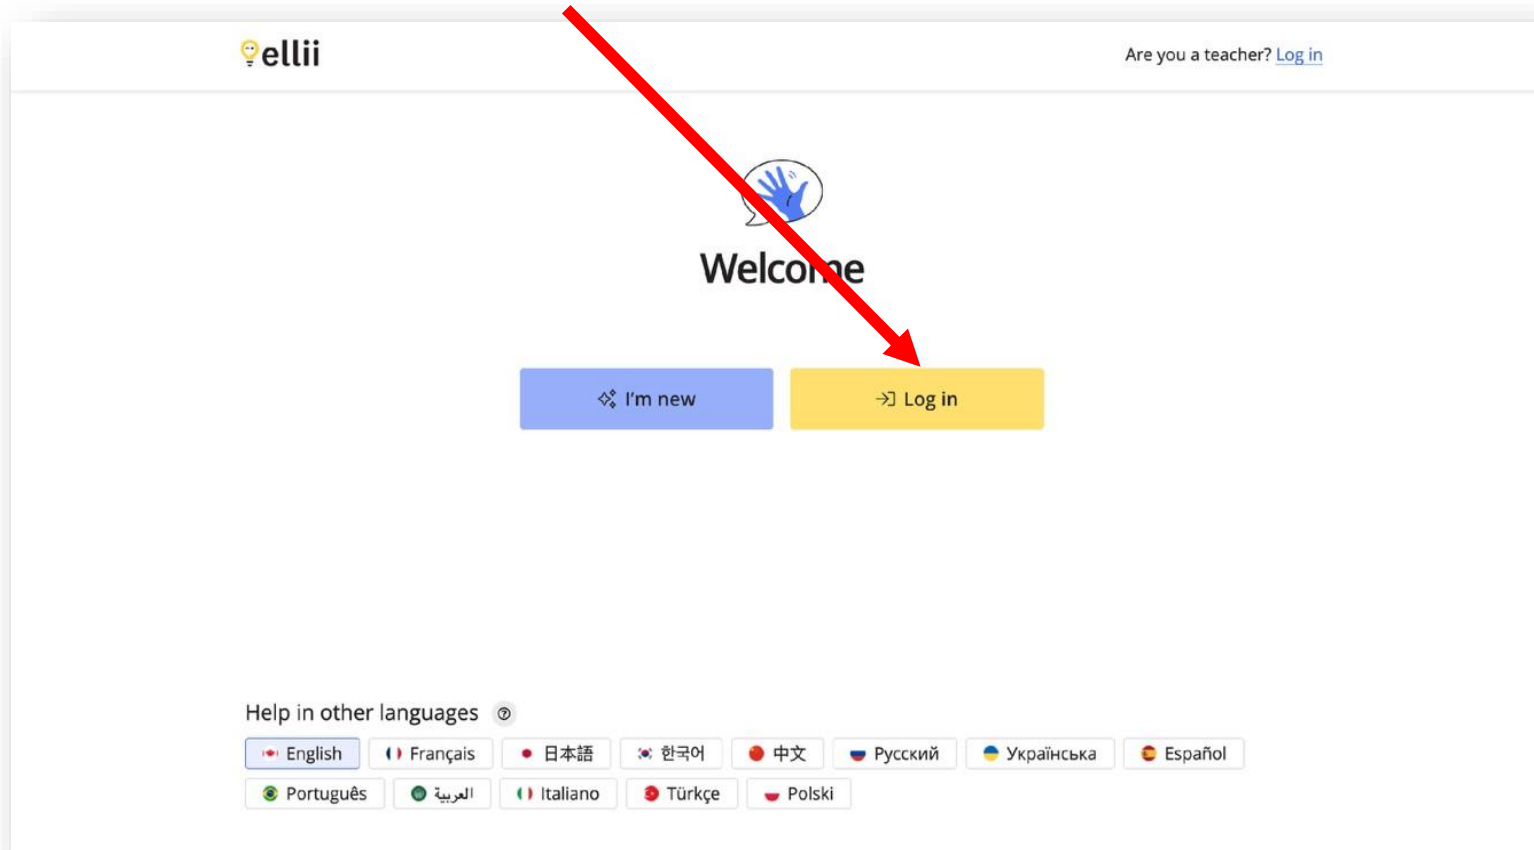 ellii
Are you a teacher? Log in
Welcome
I'm new
Log in
Help in other languages
English Français 日本語 한국어 中文 Русский Українська Español
Português العربية Italiano Türkçe Polski